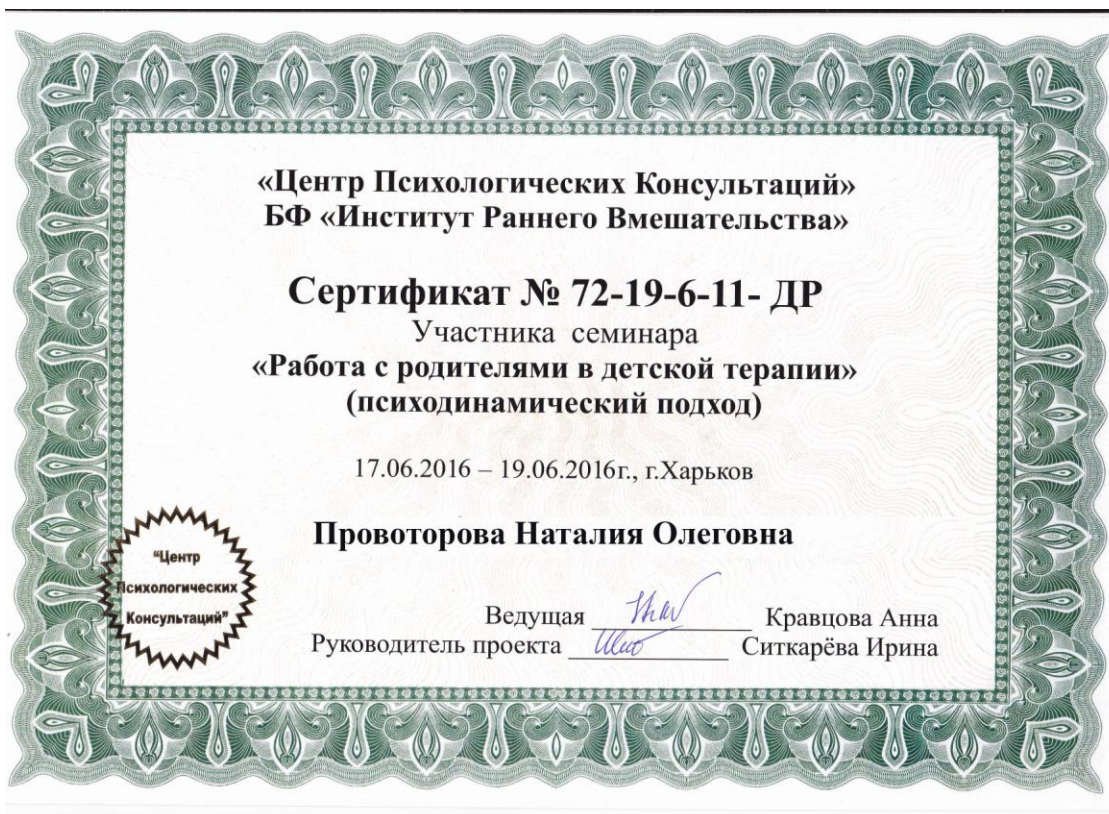 «Центр Психологических Консультаций»
БФ «Институт Раннего Вмешательства»
Сертификат № 72-19-6-11- ДР
Участника семинара
«Работа с родителями в детской терапии»
(психодинамический подход)
17.06.2016 – 19.06.2016г., г.Харьков
Провоторова Наталия Олеговна
"Центр
Психологических
Консультаций"
Ведущая Кравцова Анна
Руководитель проекта Ситкарёва Ирина